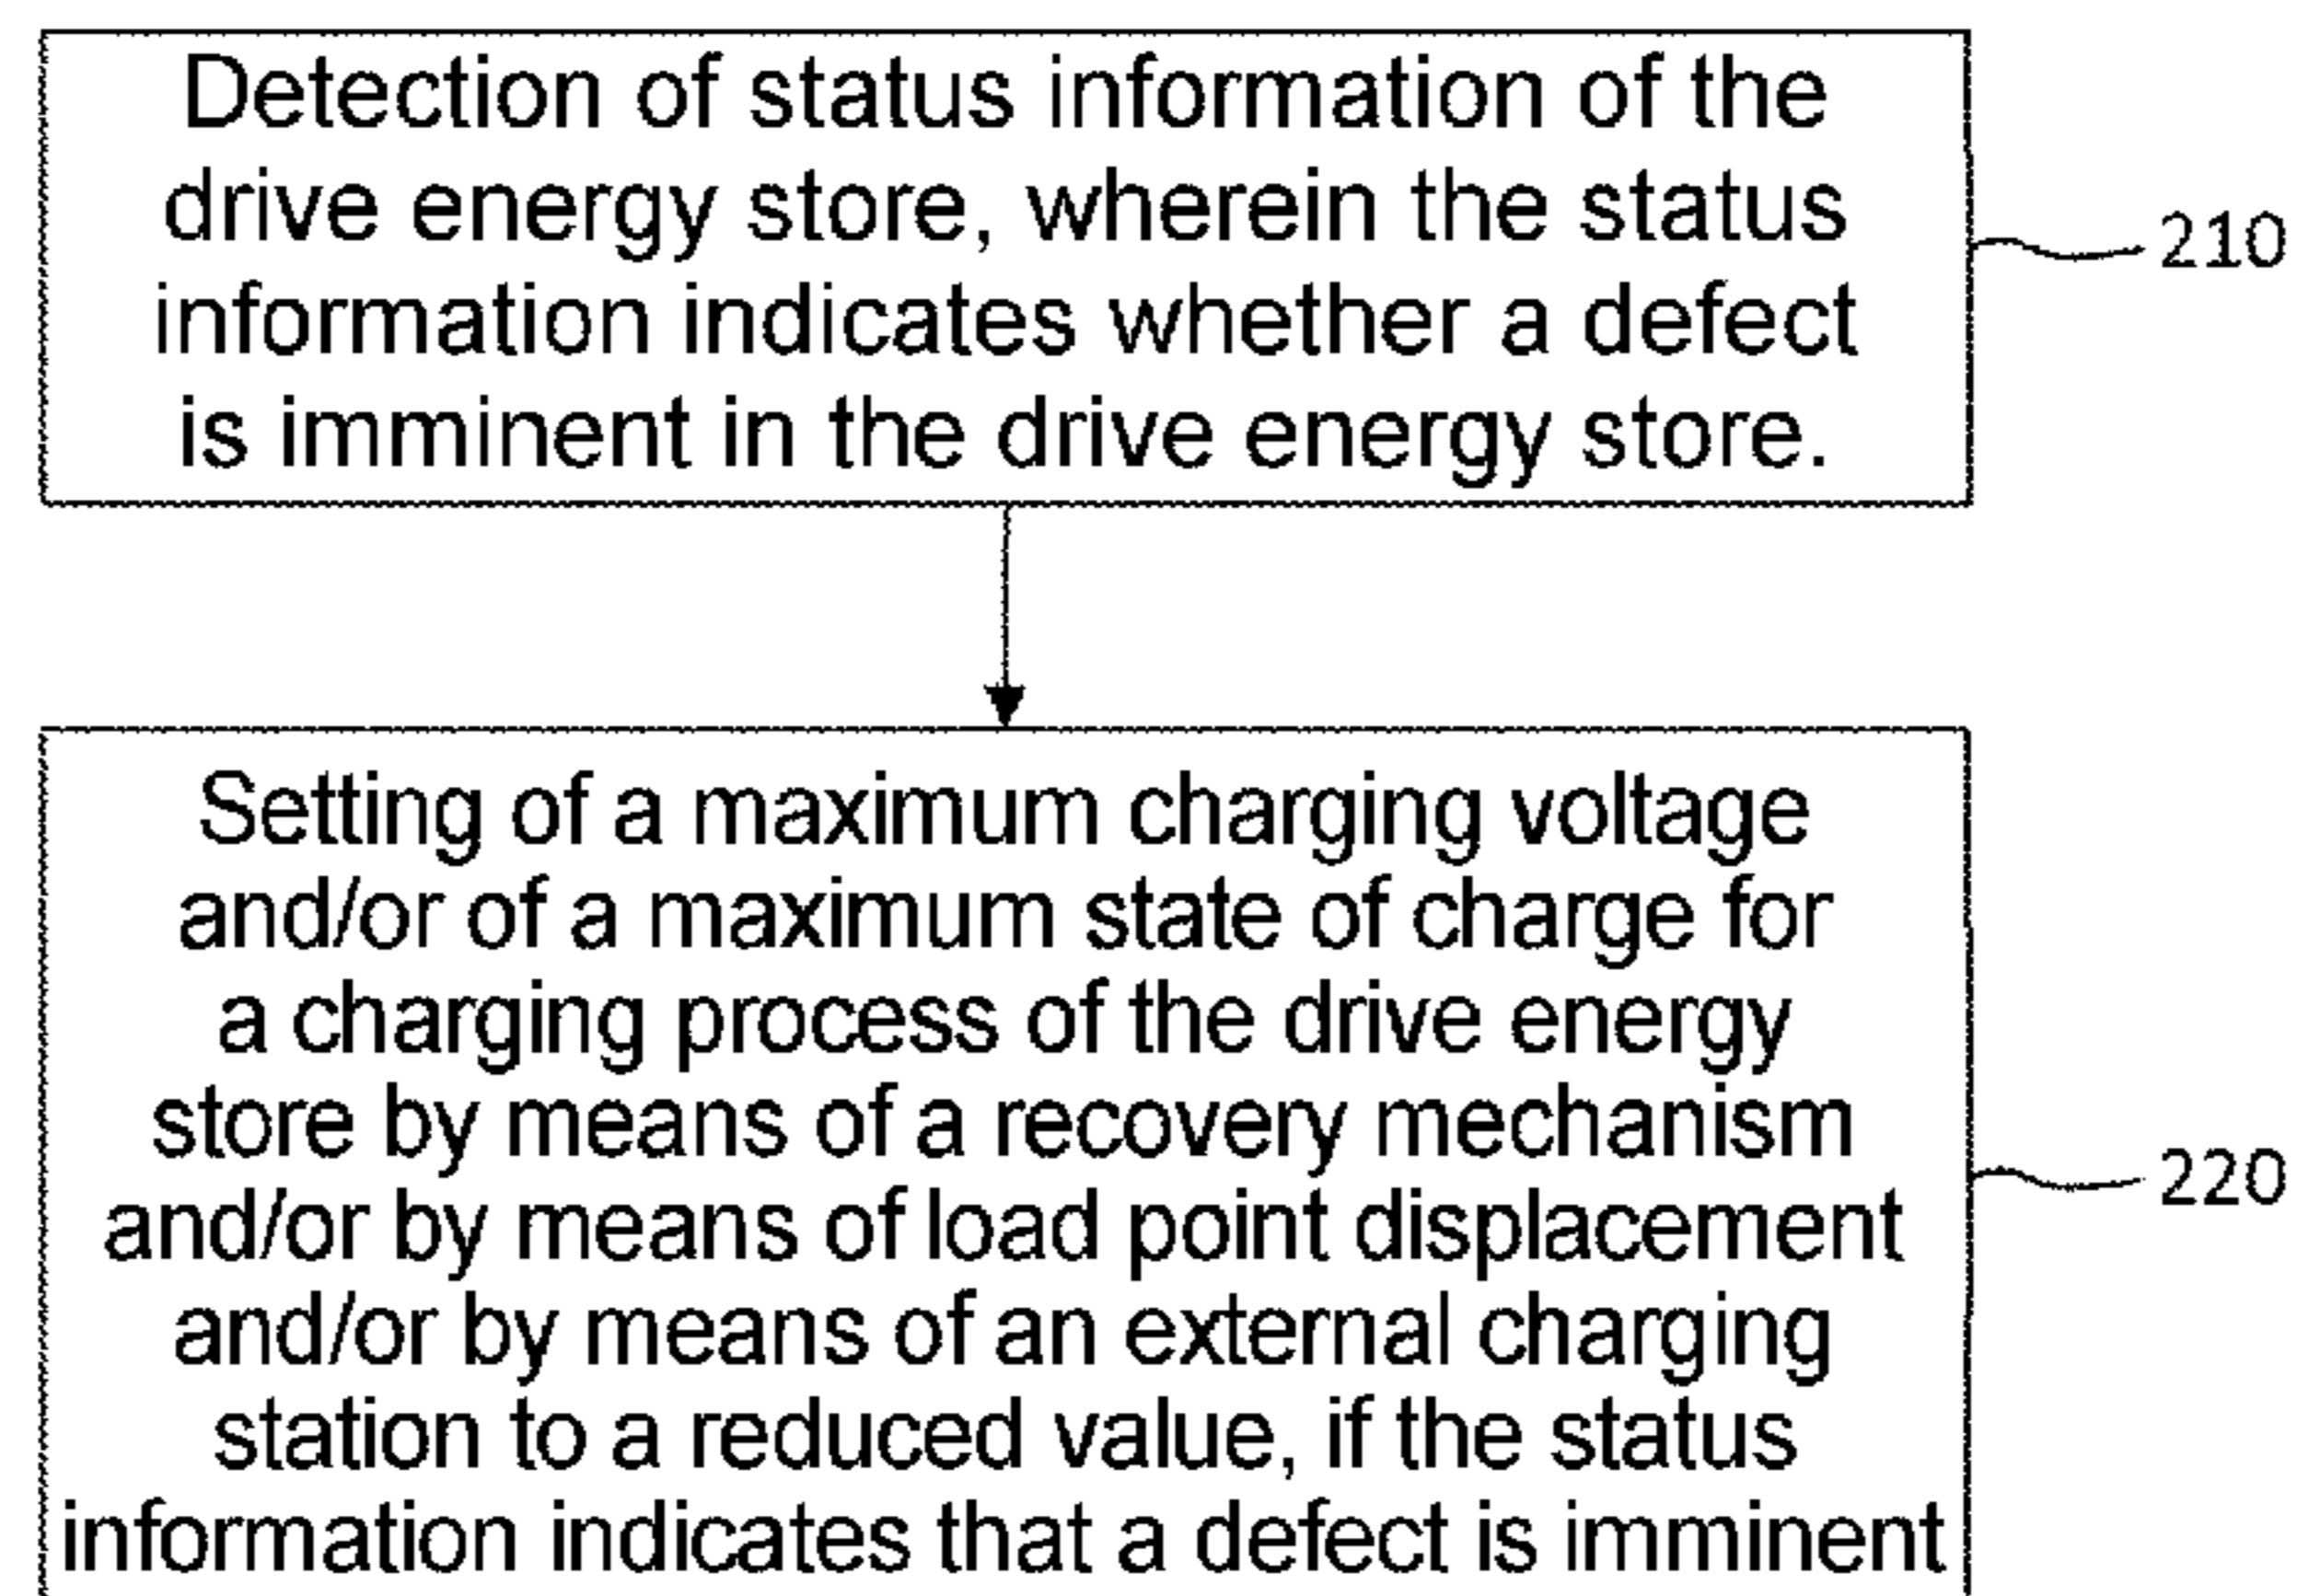 Detection of status information of the
drive energy store, wherein the status
information indicates whether a defect
is imminent in the drive energy store.
210
Setting of a maximum charging voltage
and/or of a maximum state of charge for
a charging process of the drive energy
store by means of a recovery mechanism
and/or by means of load point displacement
and/or by means of an external charging
station to a reduced value, if the status
information indicates that a defect is imminent
220